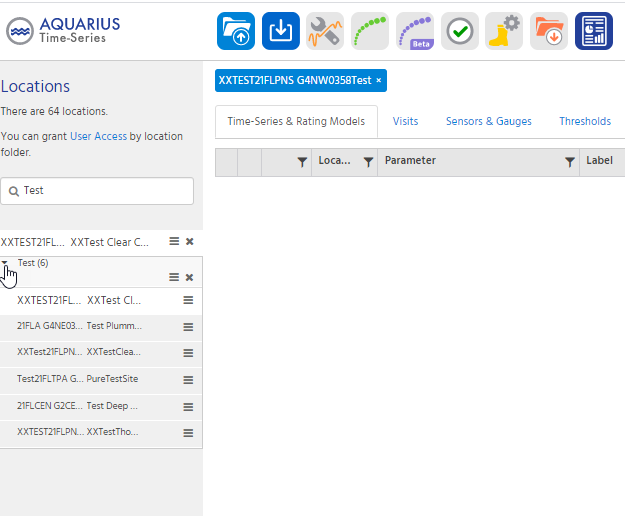 AQUARIUS
Time-Series
Beta
Locations
There are 64 locations.
You can grant User Access by location
folder.
Test
XXTEST21FL... XXTest Clear C...
Test (6)
XXTEST21FL... XXTest Cl...
21FLA G4NE03... Test Plumm...
XXTest21FLPN... XXTestClea...
Test21FLTPA G... PureTestSite
21FLCEN G2CE... Test Deep ...
XXTEST21FLPN... XXTestTho...
XXTEST21FLPNS G4NW0358Test ×
Time-Series & Rating Models Visits Sensors & Gauges Thresholds
Loca... Parameter Label